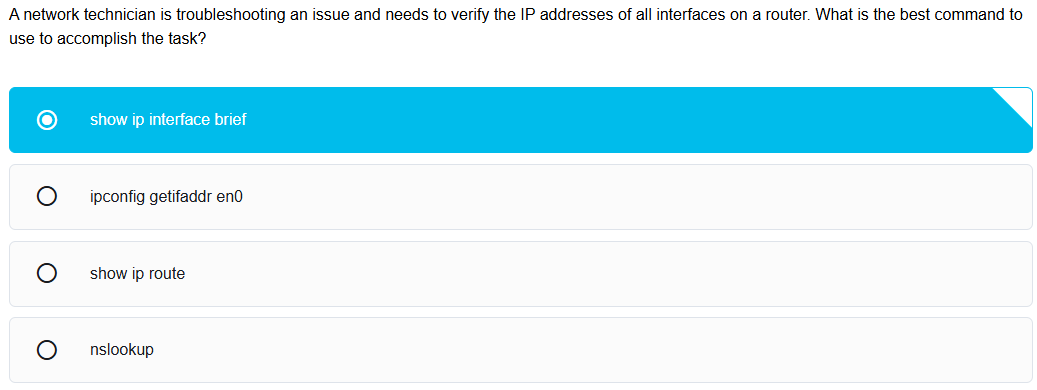 A network technician is troubleshooting an issue and needs to verify the IP addresses of all interfaces on a router. What is the best command to
use to accomplish the task?
show ip interface brief
ipconfig getifaddr en0
show ip route
nslookup